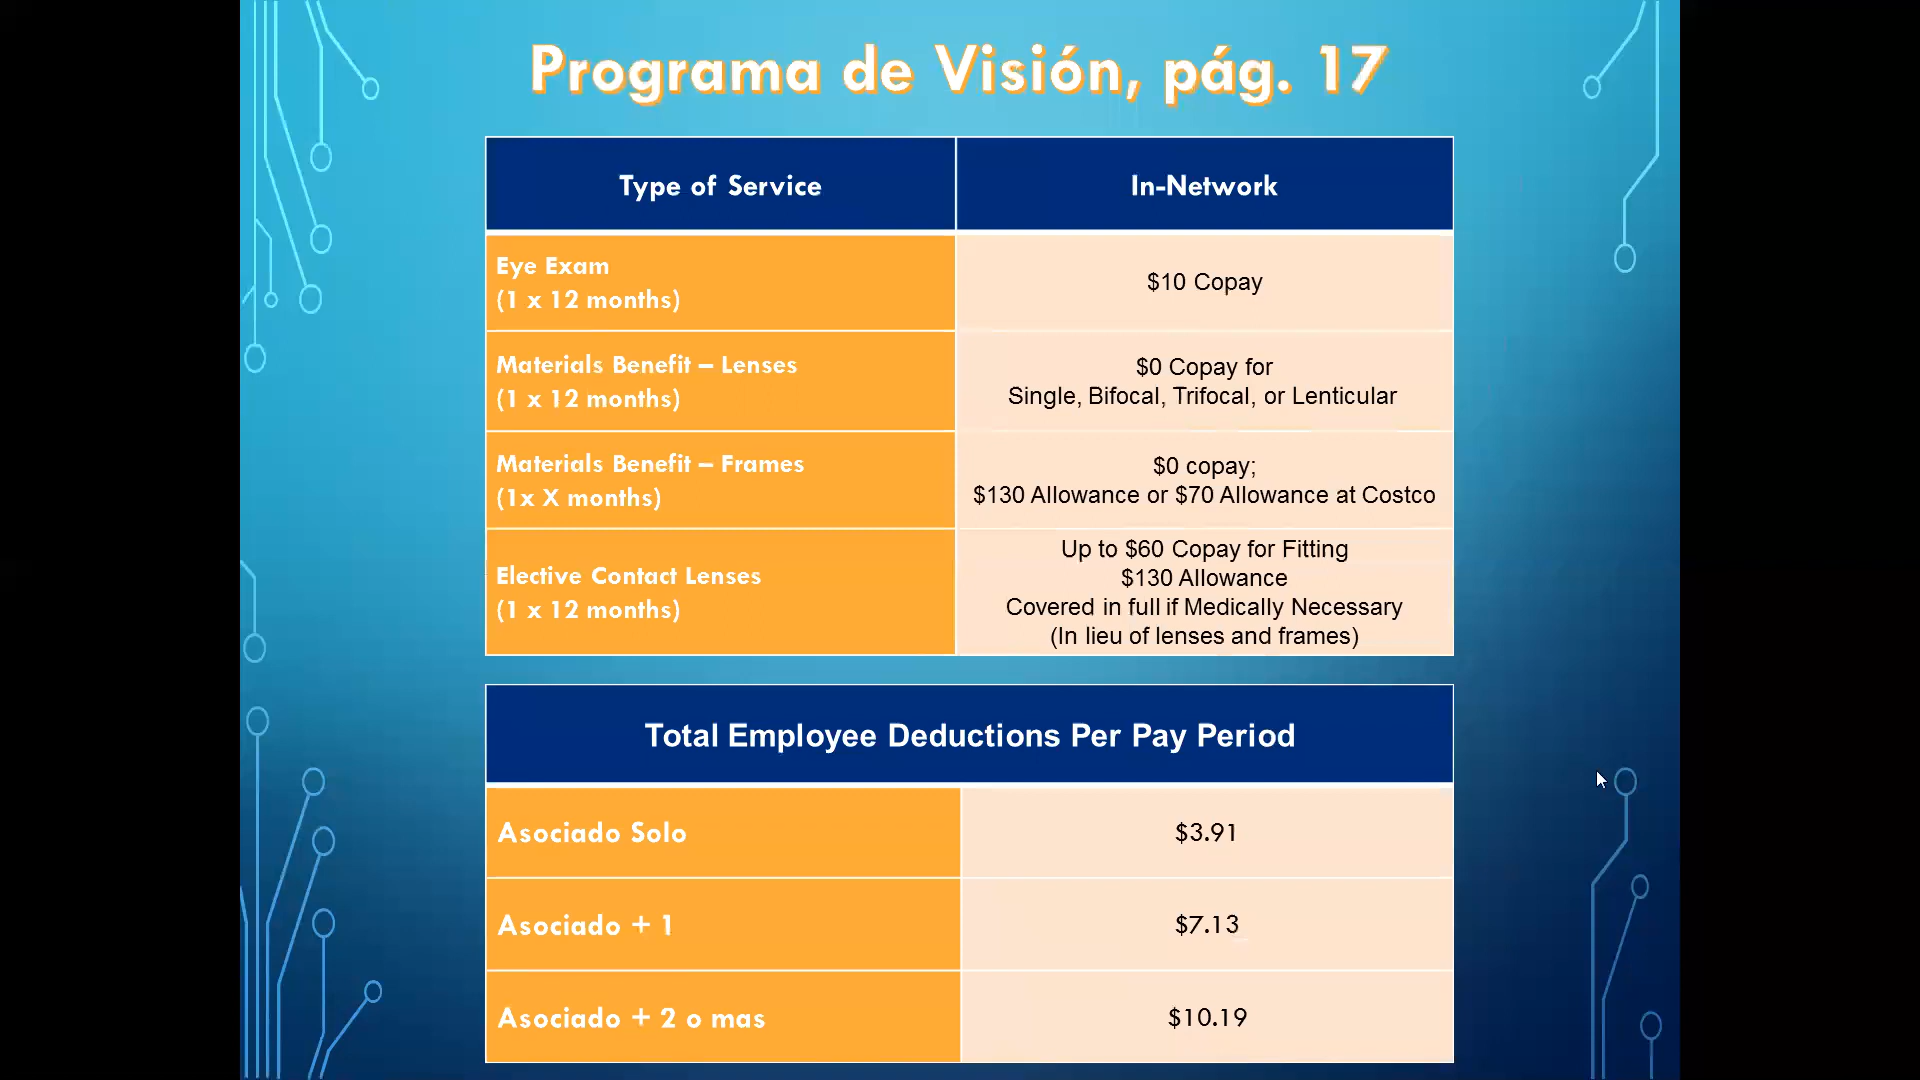 Programa de Visión, pág. 17
Type of Service
In-Network
Eye Exam
(1 x 12 months)
$10 Copay
Materials Benefit – Lenses
(1 x 12 months)
$0 Copay for
Single, Bifocal, Trifocal, or Lenticular
Materials Benefit – Frames
(1x X months)
$0 copay;
$130 Allowance or $70 Allowance at Costco
Elective Contact Lenses
(1 x 12 months)
Up to $60 Copay for Fitting
$130 Allowance
Covered in full if Medically Necessary
(In lieu of lenses and frames)
Total Employee Deductions Per Pay Period
Asociado Solo
$3.91
Asociado + 1
$7.13
Asociado + 2 o mas
$10.19